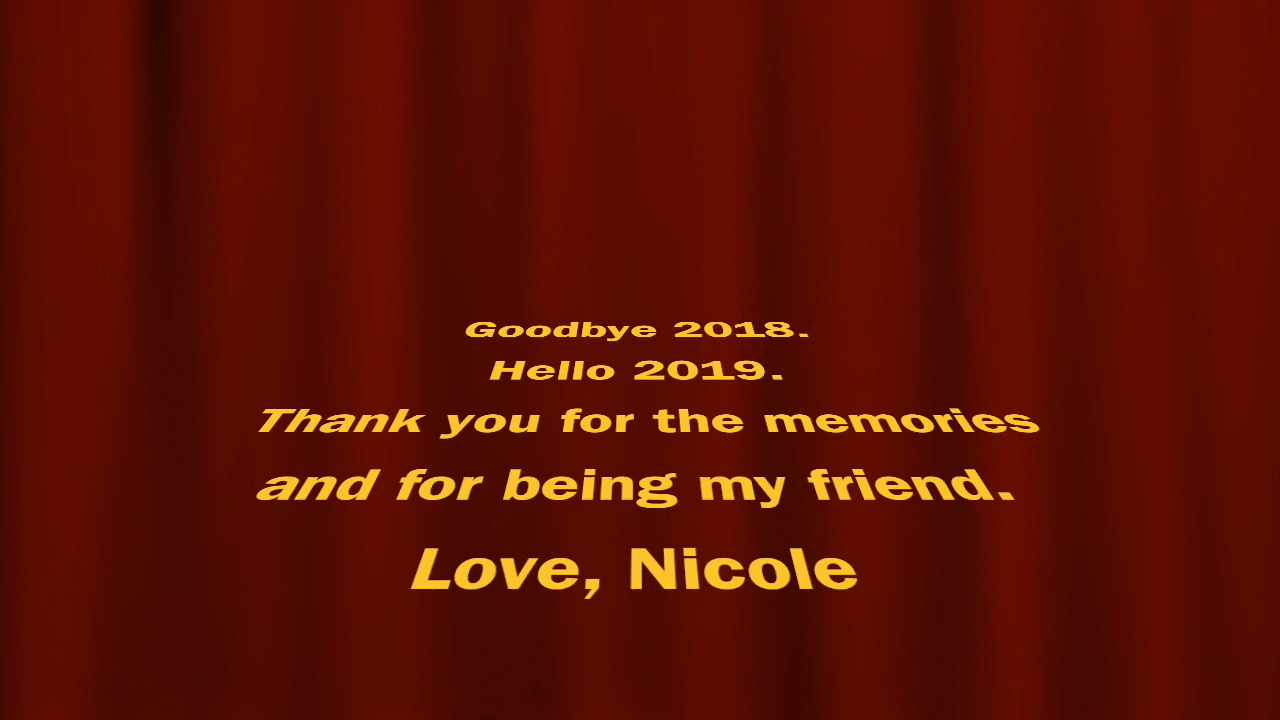 Goodbye 2018.
Hello 2019.
Thank you for the memories
and for being my friend.
Love, Nicole